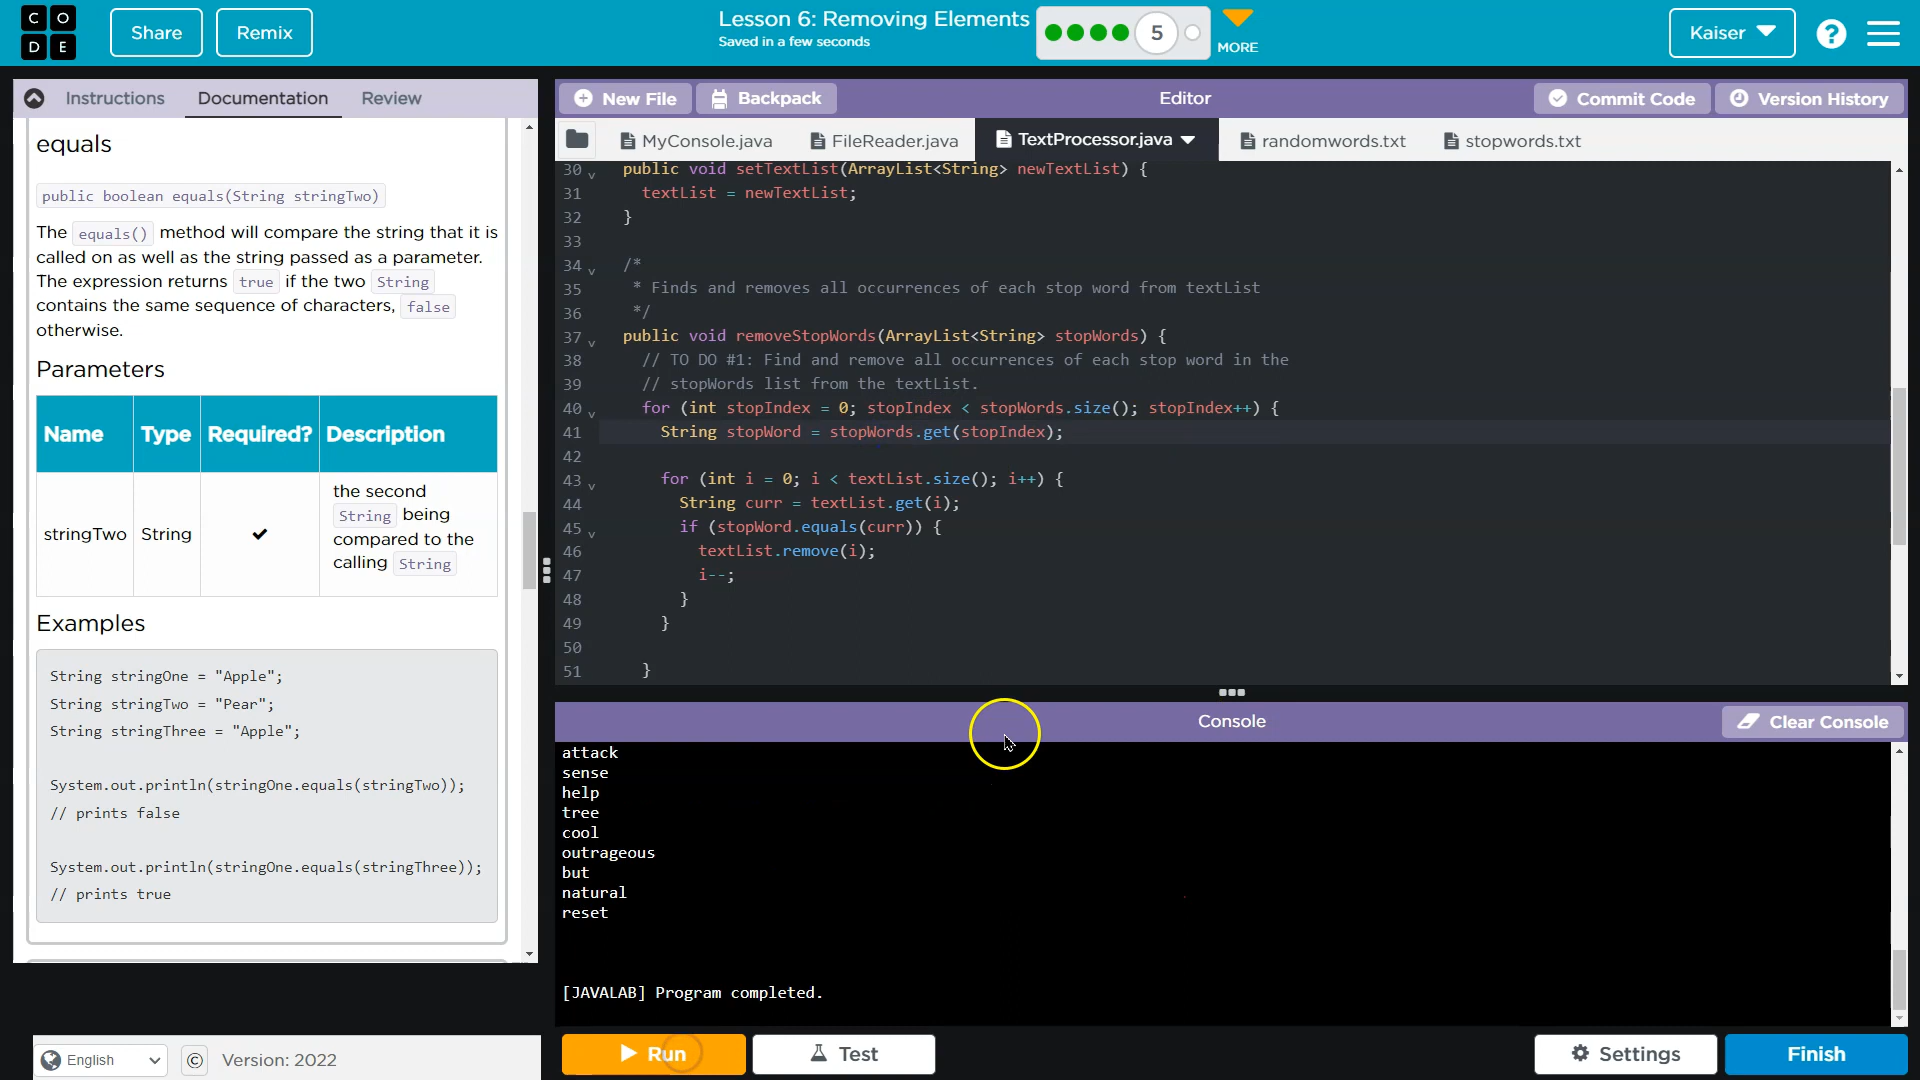 C O
D E
Share
Remix
Lesson 6: Removing Elements
Saved in a few seconds
5
MORE
Kaiser
?
Instructions
Documentation
Review
equals
public boolean equals(String stringTwo)
The equals() method will compare the string that it is
called on as well as the string passed as a parameter.
The expression returns true if the two String
contains the same sequence of characters, false
otherwise.
Parameters
Name Type Required? Description
stringTwo String ✔ the second
String being
compared to the
calling String
Examples
String stringOne = "Apple";
String stringTwo = "Pear";
String stringThree = "Apple";
System.out.println(stringOne.equals(stringTwo));
// prints false
System.out.println(stringOne.equals(stringThree));
// prints true
English
© Version: 2022
New File
Backpack
Editor
Commit Code
Version History
MyConsole.java
FileReader.java
TextProcessor.java
randomwords.txt
stopwords.txt
30 public void setTextList(ArrayList<String> newTextList) {
31 textList = newTextList;
32 }
33
34 /*
35 * Finds and removes all occurrences of each stop word from textList
36 */
37 public void removeStopWords(ArrayList<String> stopWords) {
38 // TO DO #1: Find and remove all occurrences of each stop word in the
39 // stopWords list from the textList.
40 for (int stopIndex = 0; stopIndex < stopWords.size(); stopIndex++) {
41 String stopWord = stopWords.get(stopIndex);
42
43 for (int i = 0; i < textList.size(); i++) {
44 String curr = textList.get(i);
45 if (stopWord.equals(curr)) {
46 textList.remove(i);
47 i--;
48 }
49 }
50
51 }
Console
Clear Console
attack
sense
help
tree
cool
outrageous
but
natural
reset
[JAVALAB] Program completed.
Run
Test
Settings
Finish